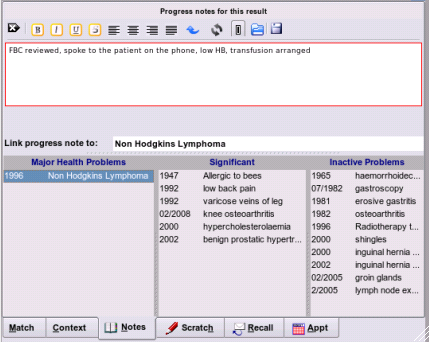 Progress notes for this result
B I U
FBC reviewed, spoke to the patient on the phone, low HB, transfusion arranged
Link progress note to: Non Hodgkins Lymphoma
Major Health Problems Significant Inactive Problems
1996 Non Hodgkins Lymphoma 1947 Allergic to bees 1965 haemorrhoidec...
1992 low back pain 07/1982 gastroscopy
1992 varicose veins of leg 1981 erosive gastritis
02/2008 knee osteoarthritis 1982 osteoarthritis
2000 hypercholesterolaemia 1996 Radiotherapy t...
2002 benign prostatic hypertr... 2000 shingles
2000 inguinal hernia ...
2002 inguinal hernia ...
02/2005 groin glands
2/2005 lymph node ex...
Match Context Notes Scratch Recall Appt